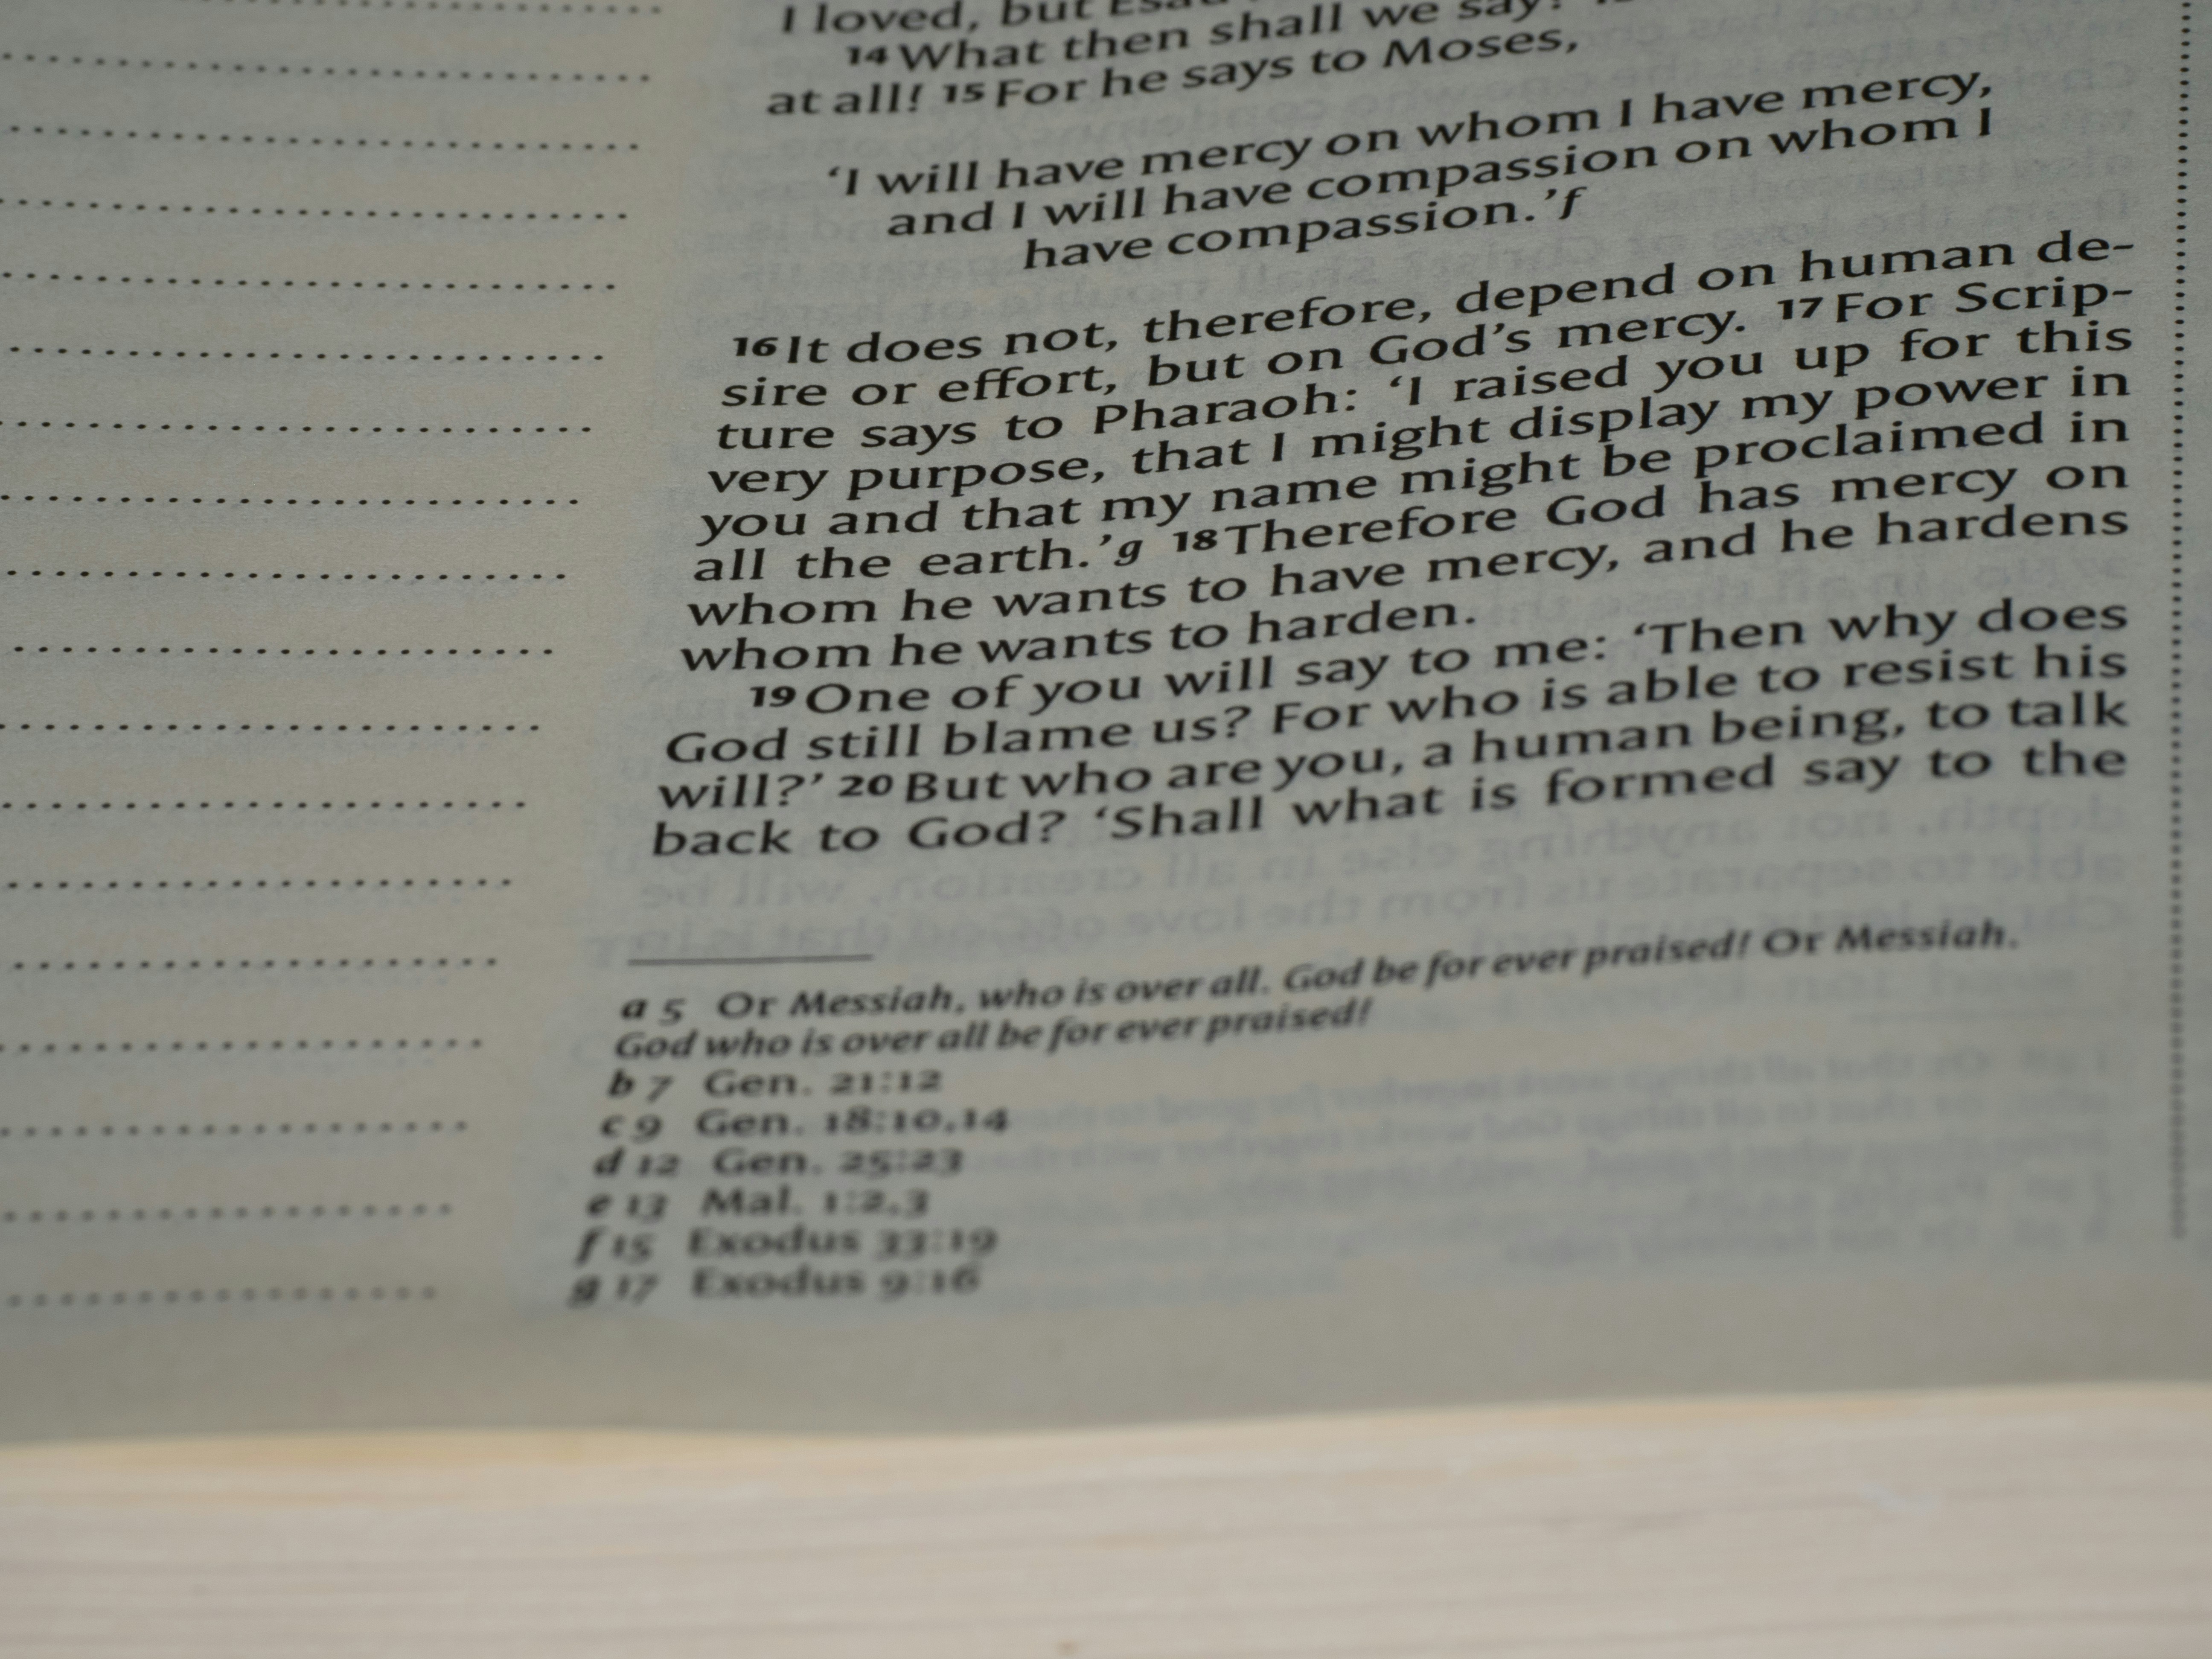 I loved, but Esau
14 What then shall we say?
at all! 15 For he says to Moses,
‘I will have mercy on whom I have mercy,
and I will have compassion on whom I
have compassion.’f
16 It does not, therefore, depend on human de-
sire or effort, but on God’s mercy. 17 For Scrip-
ture says to Pharaoh: ‘I raised you up for this
very purpose, that I might display my power in
you and that my name might be proclaimed in
all the earth.’g 18 Therefore God has mercy on
whom he wants to have mercy, and he hardens
whom he wants to harden.
19 One of you will say to me: ‘Then why does
God still blame us? For who is able to resist his
will?’ 20 But who are you, a human being, to talk
back to God? ‘Shall what is formed say to the
a 5 Or Messiah, who is over all. God be for ever praised! Or Messiah.
God who is over all be for ever praised!
b 7 Gen. 21:12
c 9 Gen. 18:10,14
d 12 Gen. 25:23
e 13 Mal. 1:2,3
f 15 Exodus 33:19
g 17 Exodus 9:16